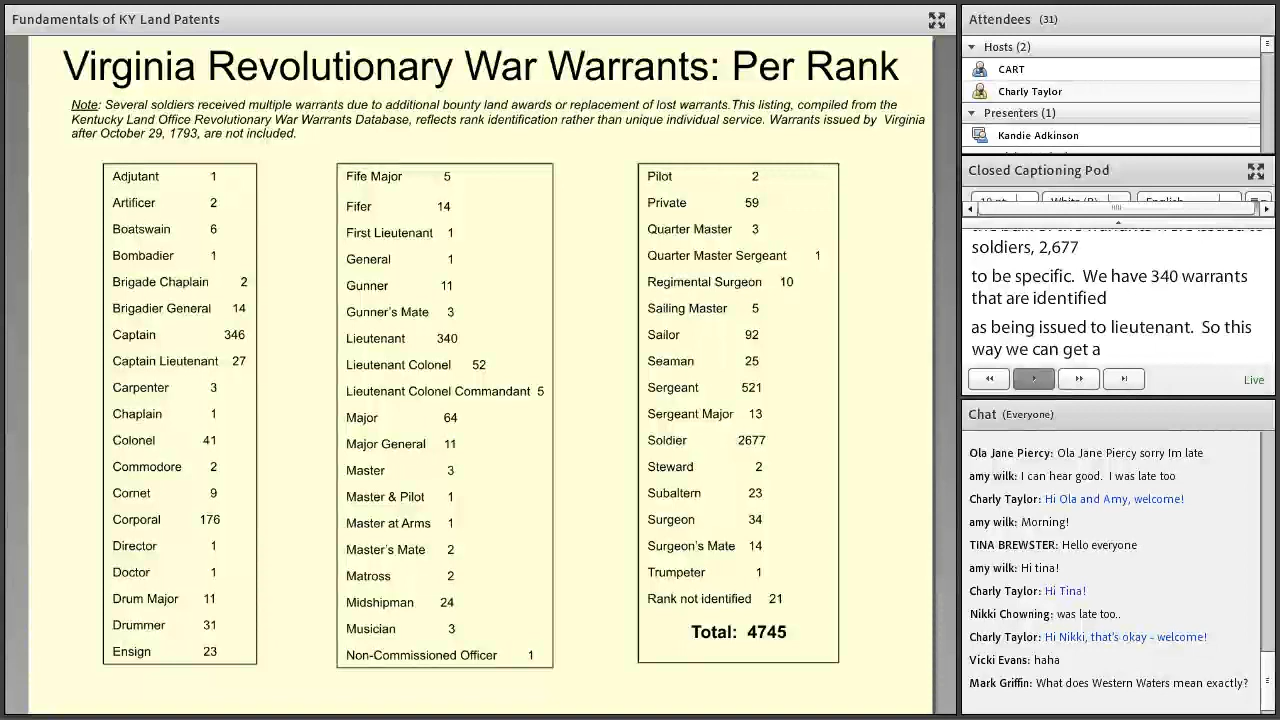 Fundamentals of KY Land Patents
Virginia Revolutionary War Warrants: Per Rank
Note: Several soldiers received multiple warrants due to additional bounty land awards or replacement of lost warrants.This listing, compiled from the
Kentucky Land Office Revolutionary War Warrants Database, reflects rank identification rather than unique individual service. Warrants issued by Virginia
after October 29, 1793, are not included.
Adjutant 1
Artificer 2
Boatswain 6
Bombadier 1
Brigade Chaplain 2
Brigadier General 14
Captain 346
Captain Lieutenant 27
Carpenter 3
Chaplain 1
Colonel 41
Commodore 2
Cornet 9
Corporal 176
Director 1
Doctor 1
Drum Major 11
Drummer 31
Ensign 23
Fife Major 5
Fifer 14
First Lieutenant 1
General 1
Gunner 11
Gunner's Mate 3
Lieutenant 340
Lieutenant Colonel 52
Lieutenant Colonel Commandant 5
Major 64
Major General 11
Master 3
Master & Pilot 1
Master at Arms 1
Master's Mate 2
Matross 2
Midshipman 24
Musician 3
Non-Commissioned Officer 1
Pilot 2
Private 59
Quarter Master 3
Quarter Master Sergeant 1
Regimental Surgeon 10
Sailing Master 5
Sailor 92
Seaman 25
Sergeant 521
Sergeant Major 13
Soldier 2677
Steward 2
Subaltern 23
Surgeon 34
Surgeon's Mate 14
Trumpeter 1
Rank not identified 21
Total: 4745
Attendees (31)
Hosts (2)
CART
Charly Taylor
Presenters (1)
Kandie Adkinson
Closed Captioning Pod
English
soldiers, 2,677
to be specific. We have 340 warrants
that are identified
as being issued to lieutenant. So this
way we can get a
Live
Chat (Everyone)
Ola Jane Piercy: Ola Jane Piercy sorry Im late
amy wilk: I can hear good. I was late too
Charly Taylor: Hi Ola and Amy, welcome!
amy wilk: Morning!
TINA BREWSTER: Hello everyone
amy wilk: Hi tina!
Charly Taylor: Hi Tina!
Nikki Chowning: was late too..
Charly Taylor: Hi Nikki, that's okay - welcome!
Vicki Evans: haha
Mark Griffin: What does Western Waters mean exactly?